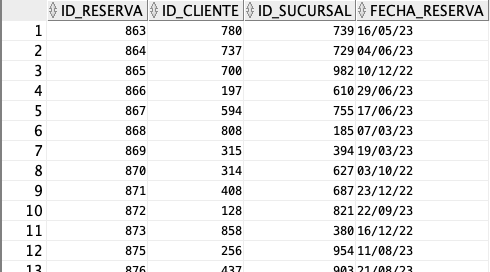 ID_RESERVA ID_CLIENTE ID_SUCURSAL FECHA_RESERVA
1 863 780 739 16/05/23
2 864 737 729 04/06/23
3 865 700 982 10/12/22
4 866 197 610 29/06/23
5 867 594 755 17/06/23
6 868 808 185 07/03/23
7 869 315 394 19/03/23
8 870 314 627 03/10/22
9 871 408 687 23/12/22
10 872 128 821 22/09/23
11 873 858 380 16/12/22
12 875 256 954 11/08/23
13 876 437 903 21/08/23